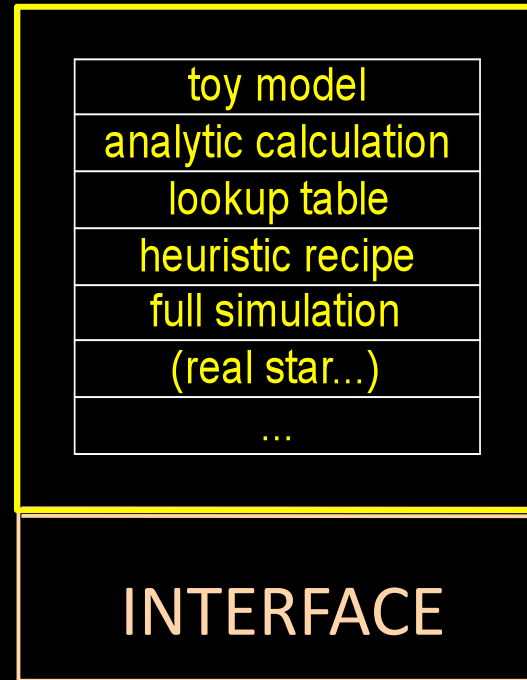 toy model
analytic calculation
lookup table
heuristic recipe
full simulation
(real star...)
...
INTERFACE